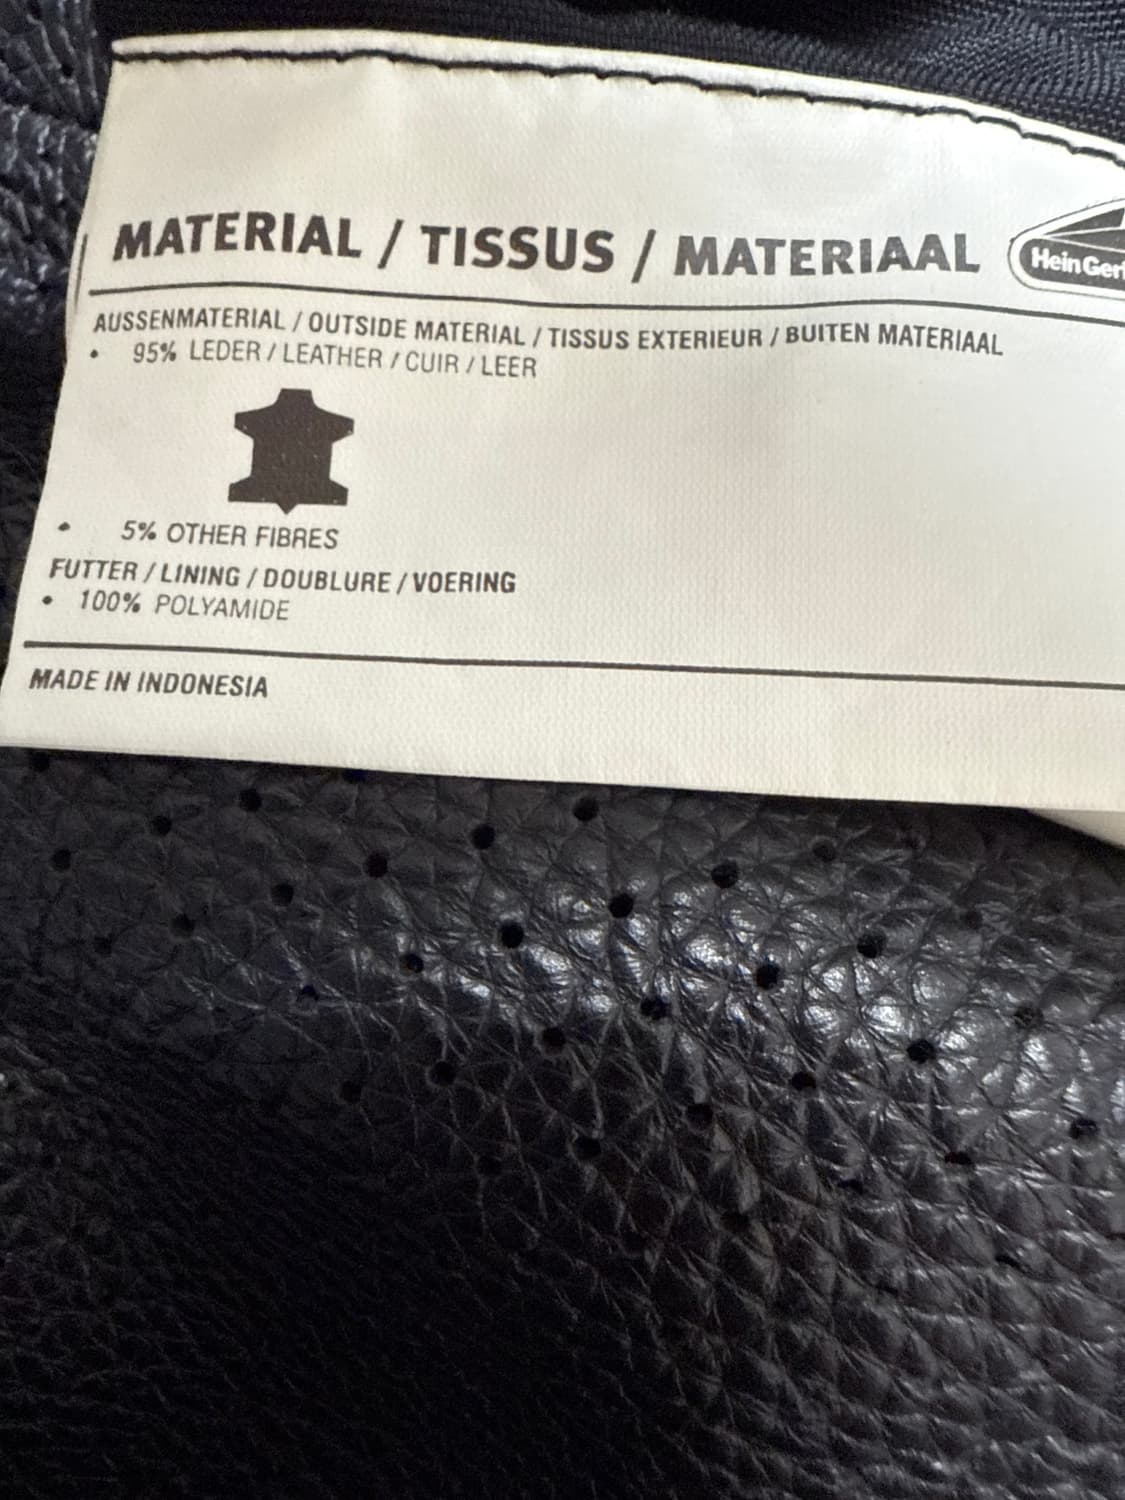 MATERIAL / TISSUS / MATERIAAL
AUSSENMATERIAL / OUTSIDE MATERIAL / TISSUS EXTERIEUR / BUITEN MATERIAAL
• 95% LEDER / LEATHER / CUIR / LEER
• 5% OTHER FIBRES
FUTTER / LINING / DOUBLURE / VOERING
• 100% POLYAMIDE
MADE IN INDONESIA